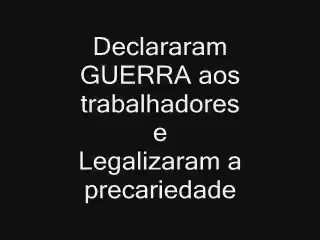 Declararam
GUERRA aos
trabalhadores
e
Legalizaram a
precariedade